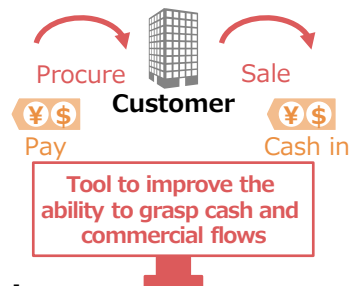 Procure
Sale
Customer
¥ $
¥ $
Pay
Cash in
Tool to improve the
ability to grasp cash and
commercial flows